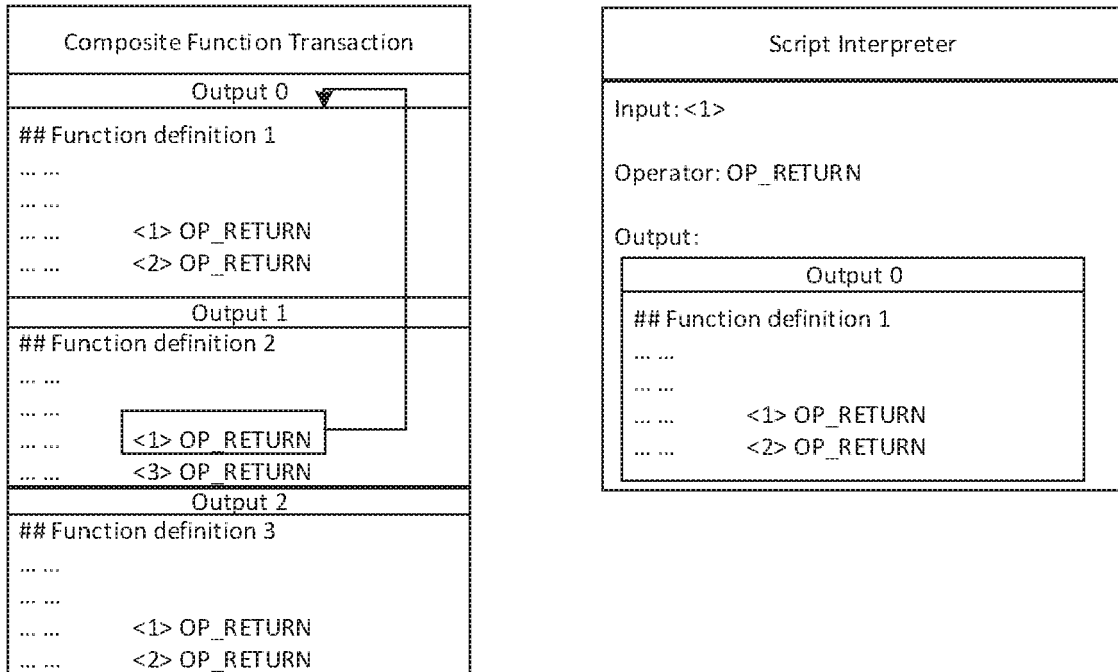 Composite Function Transaction
Output 0
## Function definition 1
... ...
... ...
... ... <1> OP_RETURN
... ... <2> OP_RETURN
Output 1
## Function definition 2
... ...
... ...
... ... <1> OP_RETURN
... ... <3> OP_RETURN
Output 2
## Function definition 3
... ...
... ...
... ... <1> OP_RETURN
... ... <2> OP_RETURN
Script Interpreter
Input: <1>
Operator: OP_RETURN
Output:
Output 0
## Function definition 1
... ...
... ...
... ... <1> OP_RETURN
... ... <2> OP_RETURN